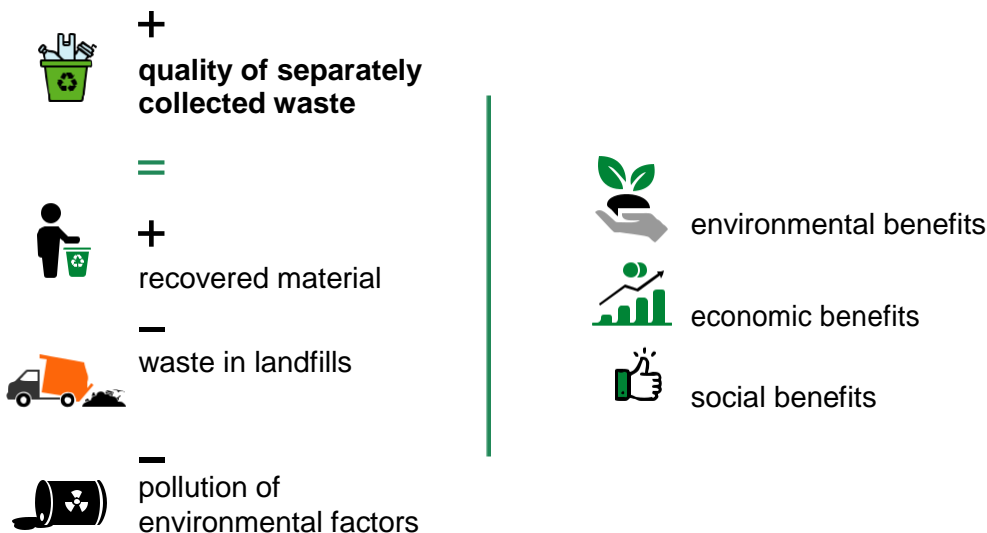 +
quality of separately
collected waste
=
+
recovered material
–
waste in landfills
–
pollution of
environmental factors
environmental benefits
economic benefits
social benefits